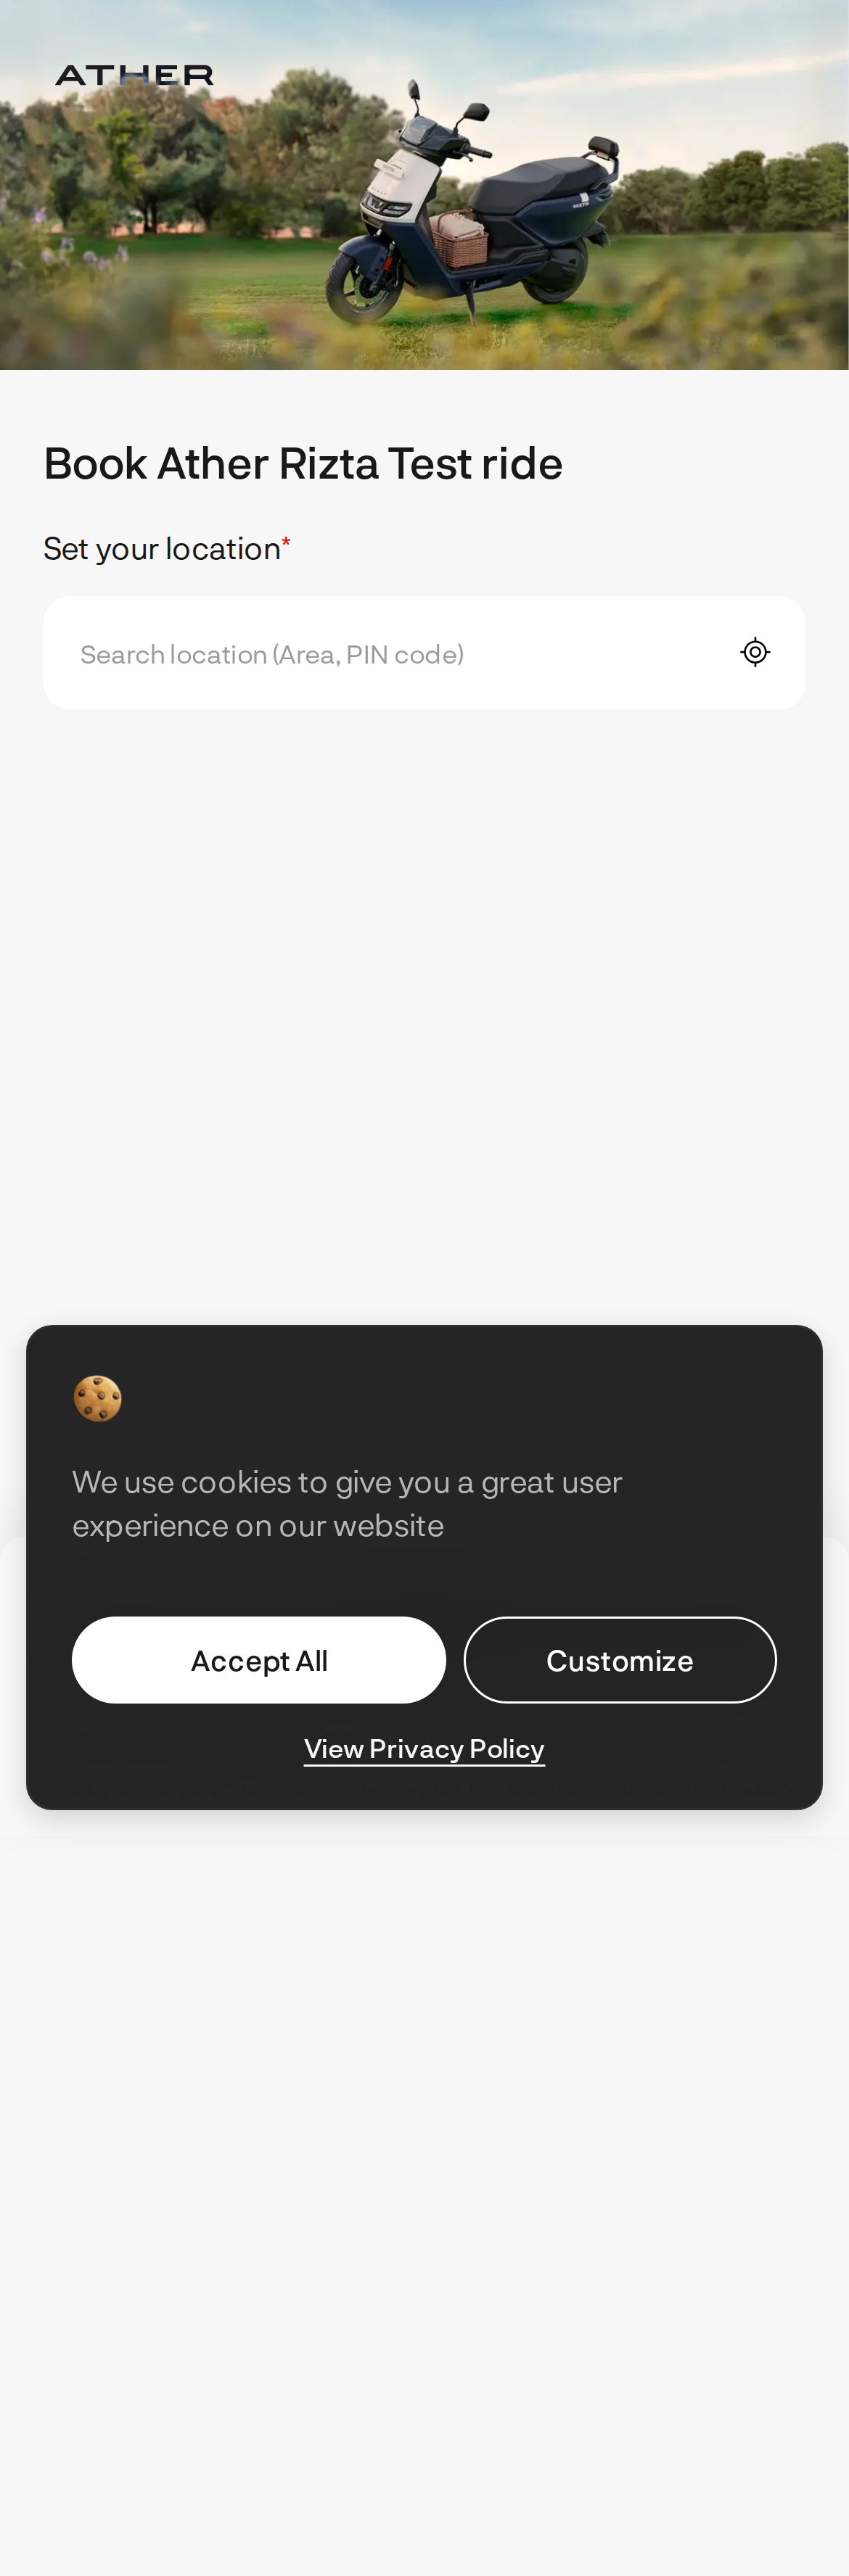 ATHER
Book Ather Rizta Test ride
Set your location*
Search location (Area, PIN code)
We use cookies to give you a great user
experience on our website
Accept All
Customize
View Privacy Policy